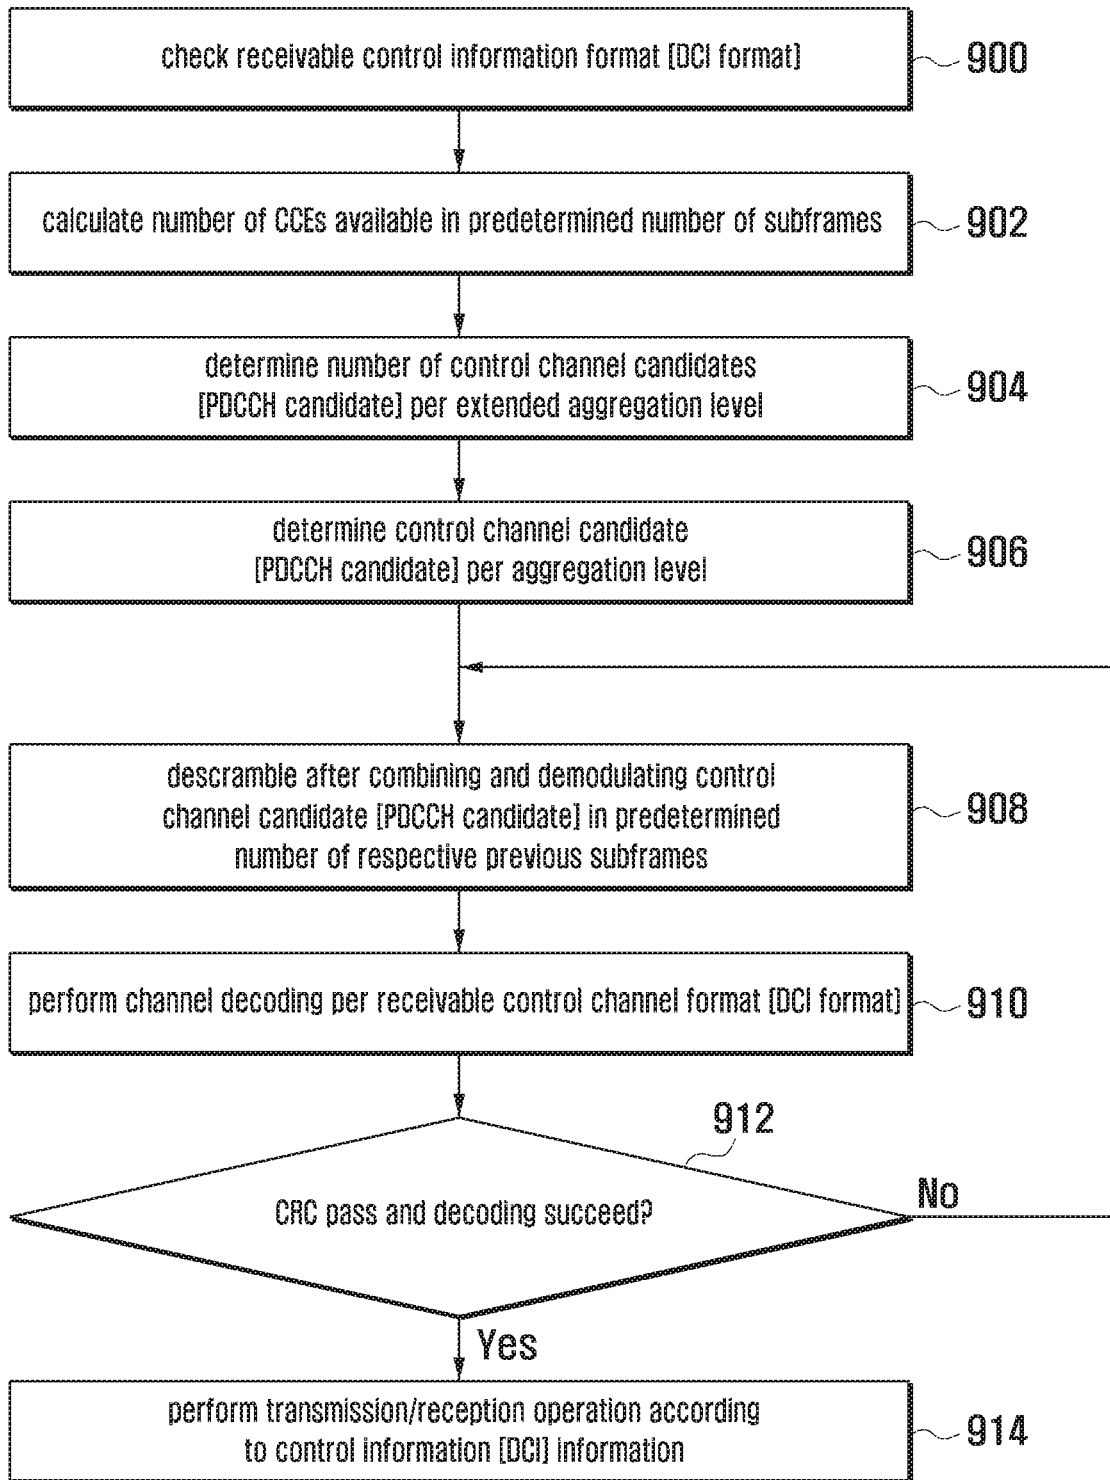 check receivable control information format [DCI format]
900
calculate number of CCEs available in predetermined number of subframes
902
determine number of control channel candidates
[PDCCH candidate] per extended aggregation level
904
determine control channel candidate
[PDCCH candidate] per aggregation level
906
descramble after combining and demodulating control
channel candidate [PDCCH candidate] in predetermined
number of respective previous subframes
908
perform channel decoding per receivable control channel format [DCI format]
910
912
CRC pass and decoding succeed?
No
Yes
perform transmission/reception operation according
to control information [DCI] information
914